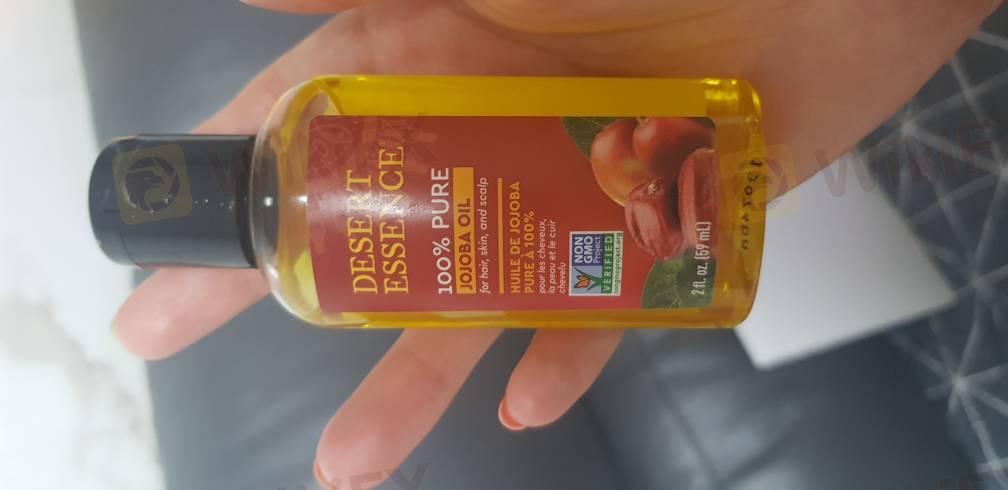 DESERT
ESSENCE
100% PURE
JOJOBA OIL
for hair, skin, and scalp
HUILE DE JOJOBA
PURE À 100%
pour les cheveux,
la peau et le cuir
chevelu
NON
GMO
Project
VERIFIED
nongmoproject.org
2 fl. oz. (59 mL)